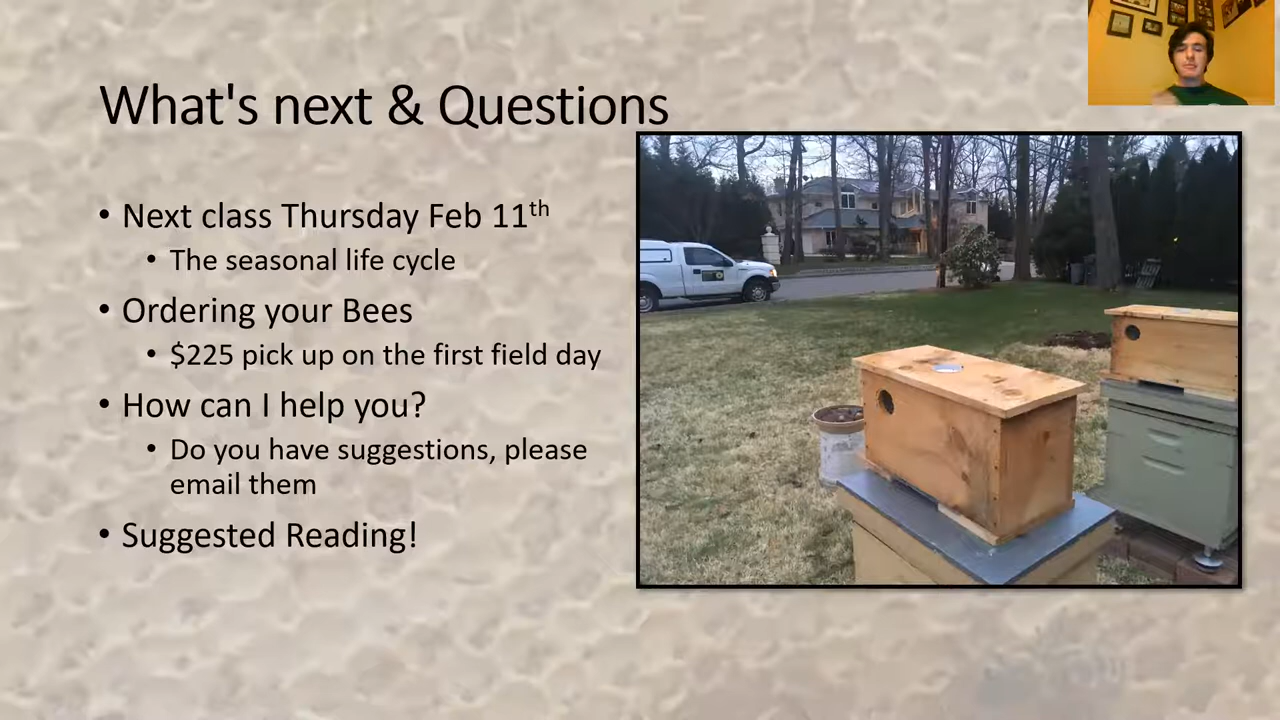 What's next & Questions
• Next class Thursday Feb 11th
• The seasonal life cycle
• Ordering your Bees
• $225 pick up on the first field day
• How can I help you?
• Do you have suggestions, please
email them
• Suggested Reading!